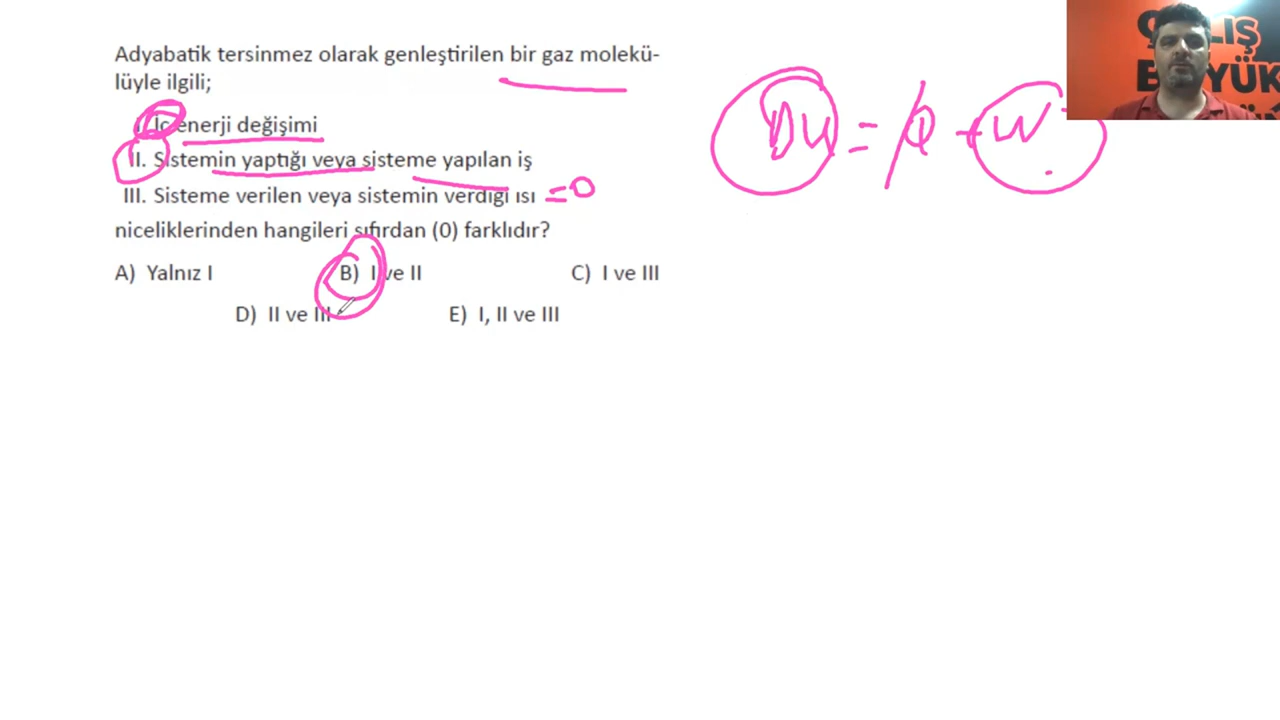 Adyabatik tersinmez olarak genleştirilen bir gaz molekü-
lüyle ilgili;
I. İç enerji değişimi
II. Sistemin yaptığı veya sisteme yapılan iş
III. Sisteme verilen veya sistemin verdiği ısı =0
niceliklerinden hangileri sıfırdan (0) farklıdır?
A) Yalnız I B) I ve II C) I ve III
D) II ve III E) I, II ve III
DU = Q + W